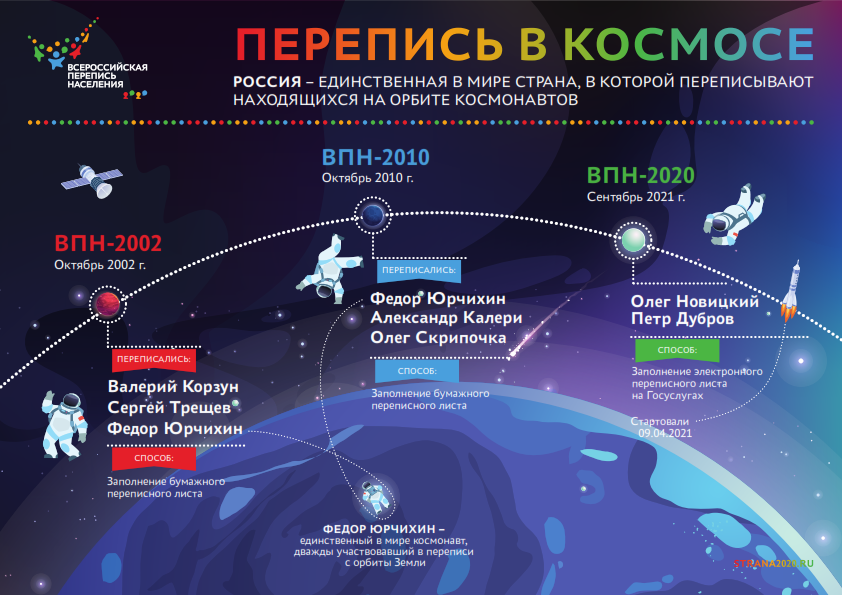 ВСЕРОССИЙСКАЯ
ПЕРЕПИСЬ
НАСЕЛЕНИЯ
ПЕРЕПИСЬ В КОСМОСЕ
РОССИЯ – ЕДИНСТВЕННАЯ В МИРЕ СТРАНА, В КОТОРОЙ ПЕРЕПИСЫВАЮТ
НАХОДЯЩИХСЯ НА ОРБИТЕ КОСМОНАВТОВ
ВПН-2002
Октябрь 2002 г.
ПЕРЕПИСАЛИСЬ:
Валерий Корзун
Сергей Трещев
Федор Юрчихин
СПОСОБ:
Заполнение бумажного
переписного листа
ВПН-2010
Октябрь 2010 г.
ПЕРЕПИСАЛИСЬ:
Федор Юрчихин
Александр Калери
Олег Скрипочка
СПОСОБ:
Заполнение бумажного
переписного листа
ВПН-2020
Сентябрь 2021 г.
Олег Новицкий
Петр Дубров
СПОСОБ:
Заполнение электронного
переписного листа
на Госуслугах
Стартовали
09.04.2021
ФЕДОР ЮРЧИХИН –
единственный в мире космонавт,
дважды участвовавший в переписи
с орбиты Земли
STRANA2020.RU